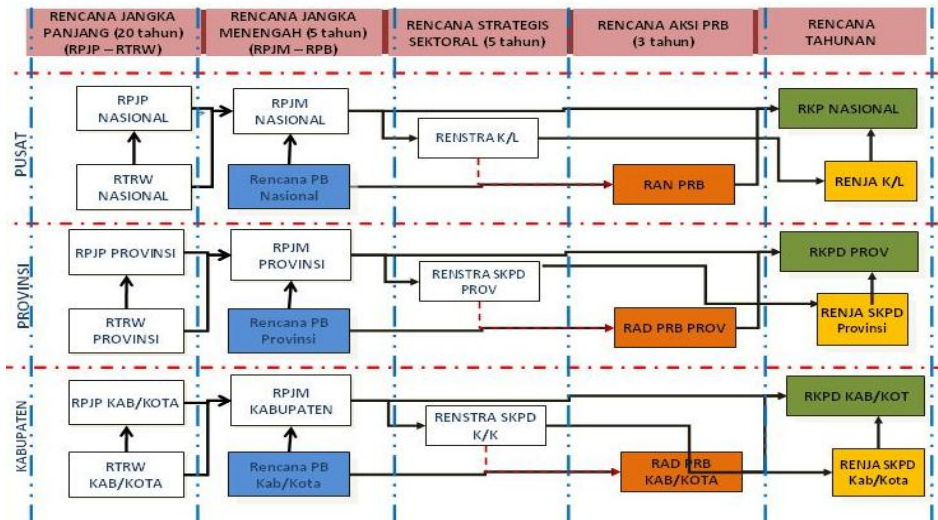 RENCANA JANGKA
PANJANG (20 tahun)
(RPJP – RTRW)
RENCANA JANGKA
MENENGAH (5 tahun)
(RPJM – RPB)
RENCANA STRATEGIS
SEKTORAL (5 tahun)
RENCANA AKSI PRB
(3 tahun)
RENCANA
TAHUNAN
PUSAT
RPJP
NASIONAL
RPJM
NASIONAL
RENSTRA K/L
RKP NASIONAL
RTRW
NASIONAL
Rencana PB
Nasional
RAN PRB
RENJA K/L
PROVINSI
RPJP PROVINSI
RPJM
PROVINSI
RENSTRA SKPD
PROV
RKPD PROV
RTRW
PROVINSI
Rencana PB
Provinsi
RAD PRB PROV
RENJA SKPD
Provinsi
KABUPATEN
RPJP KAB/KOTA
RPJM
KABUPATEN
RENSTRA SKPD
K/K
RKPD KAB/KOT
RTRW
KAB/KOTA
Rencana PB
Kab/Kota
RAD PRB
KAB/KOTA
RENJA SKPD
Kab/Kota